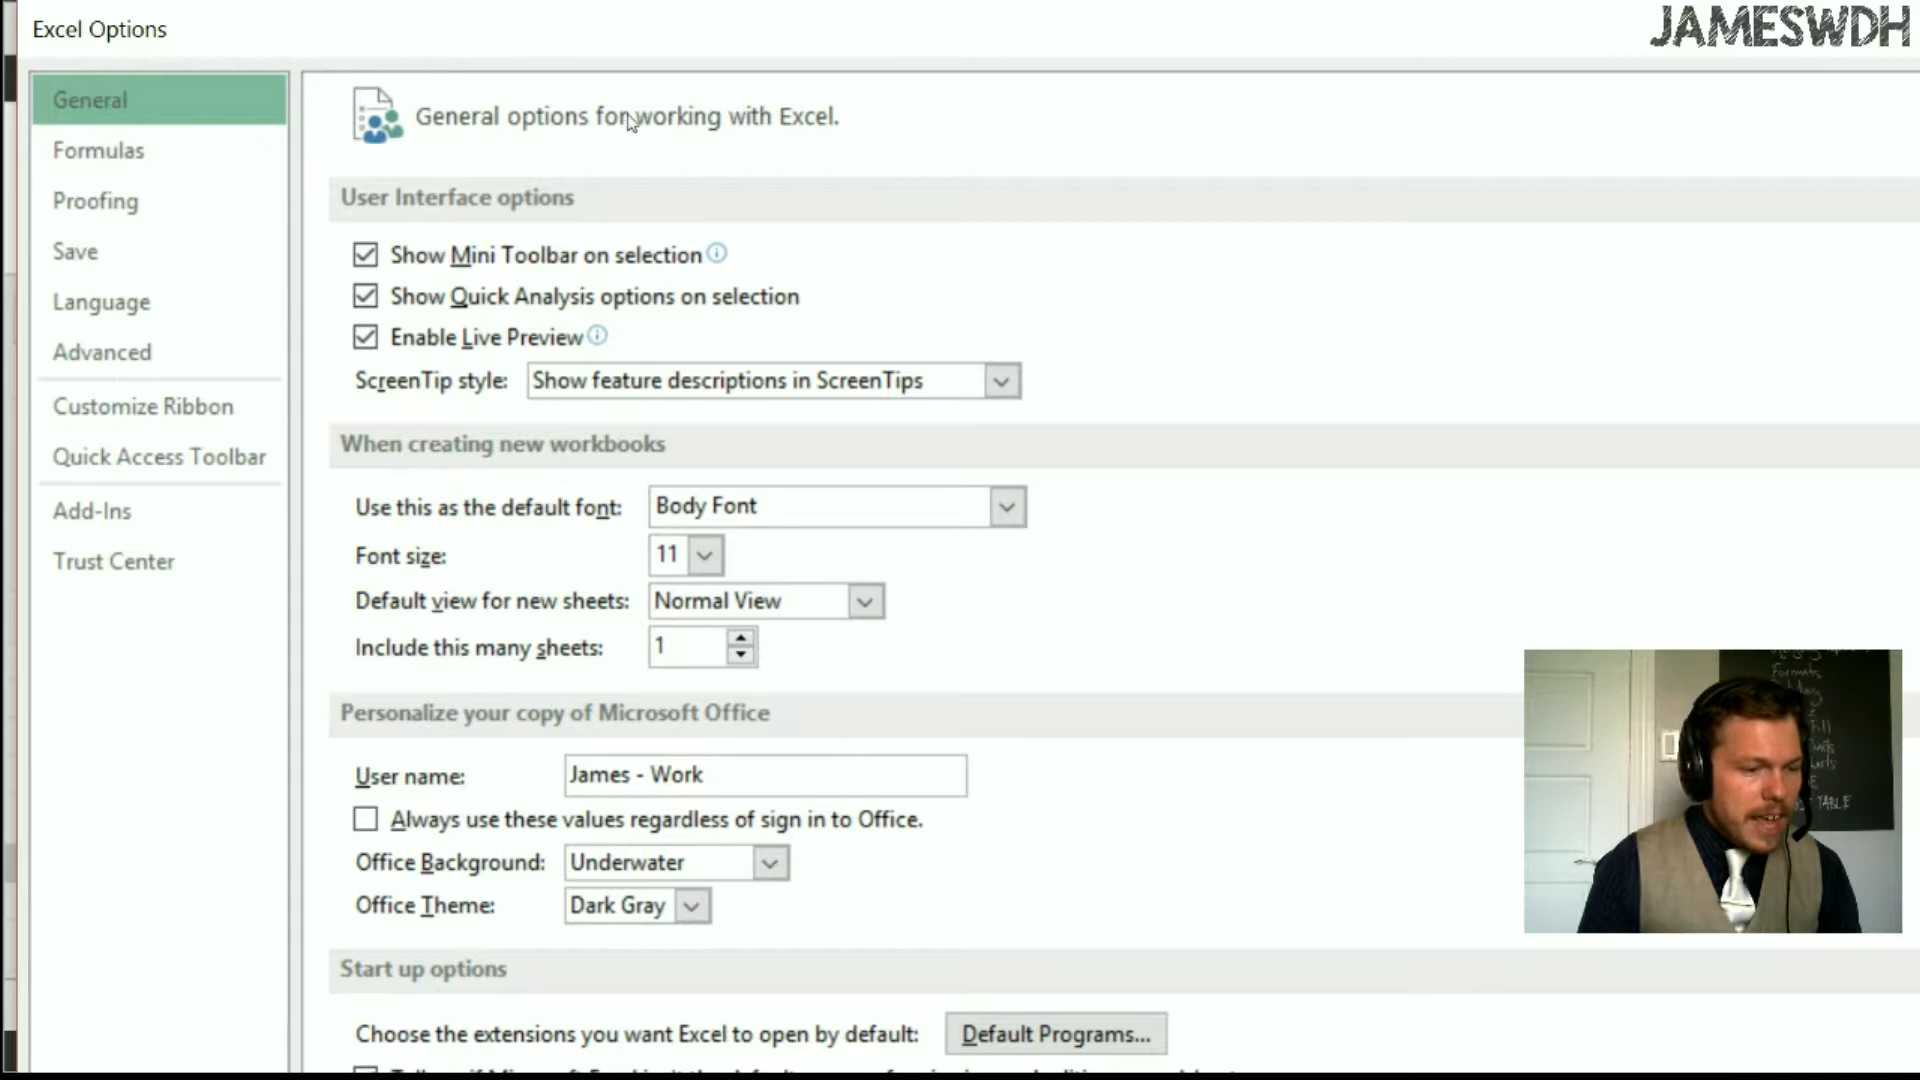 Excel Options
JAMESWDH
General
Formulas
Proofing
Save
Language
Advanced
Customize Ribbon
Quick Access Toolbar
Add-Ins
Trust Center
General options for working with Excel.
User Interface options
Show Mini Toolbar on selection
Show Quick Analysis options on selection
Enable Live Preview
ScreenTip style: Show feature descriptions in ScreenTips
When creating new workbooks
Use this as the default font: Body Font
Font size: 11
Default view for new sheets: Normal View
Include this many sheets: 1
Personalize your copy of Microsoft Office
User name: James - Work
Always use these values regardless of sign in to Office.
Office Background: Underwater
Office Theme: Dark Gray
Start up options
Choose the extensions you want Excel to open by default: Default Programs...
Formats
TABLE